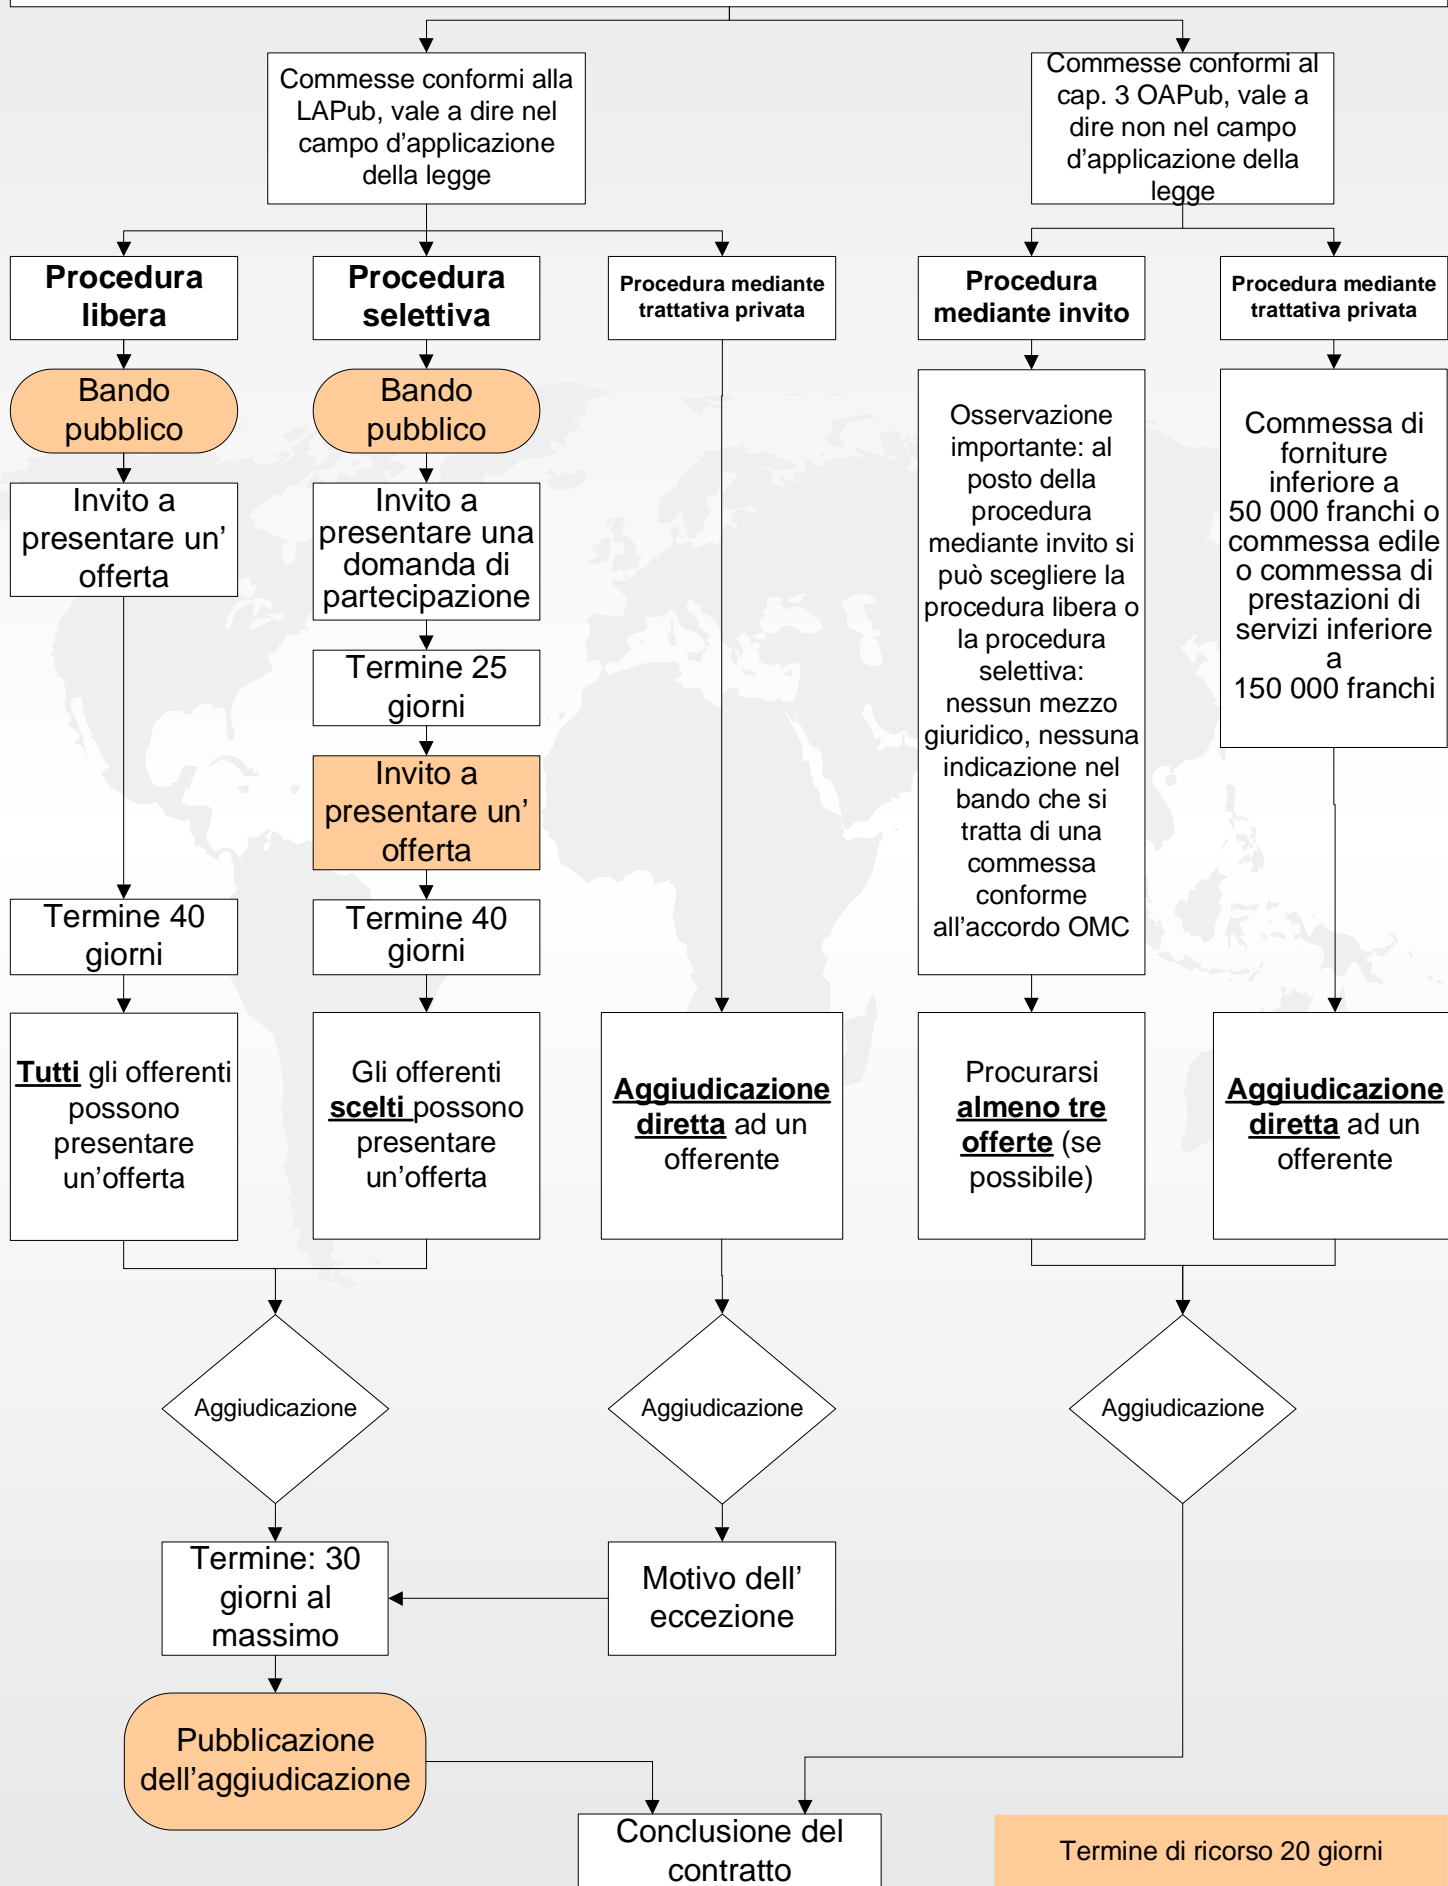 Commesse conformi alla
LAPub, vale a dire nel
campo d’applicazione
della legge
Commesse conformi al
cap. 3 OAPub, vale a
dire non nel campo
d’applicazione della
legge
Procedura
libera
Procedura
selettiva
Procedura mediante
trattativa privata
Procedura
mediante invito
Procedura mediante
trattativa privata
Bando
pubblico
Bando
pubblico
Invito a
presentare un’
offerta
Invito a
presentare una
domanda di
partecipazione
Termine 25
giorni
Invito a
presentare un’
offerta
Termine 40
giorni
Termine 40
giorni
Osservazione
importante: al
posto della
procedura
mediante invito si
può scegliere la
procedura libera o
la procedura
selettiva:
nessun mezzo
giuridico, nessuna
indicazione nel
bando che si
tratta di una
commessa
conforme
all’accordo OMC
Commessa di
forniture
inferiore a
50 000 franchi o
commessa edile
o commessa di
prestazioni di
servizi inferiore
a
150 000 franchi
Tutti gli offerenti
possono
presentare
un’offerta
Gli offerenti
scelti possono
presentare
un’offerta
Aggiudicazione
diretta ad un
offerente
Procurarsi
almeno tre
offerte (se
possibile)
Aggiudicazione
diretta ad un
offerente
Aggiudicazione
Aggiudicazione
Aggiudicazione
Termine: 30
giorni al
massimo
Motivo dell’
eccezione
Pubblicazione
dell’aggiudicazione
Conclusione del
contratto
Termine di ricorso 20 giorni